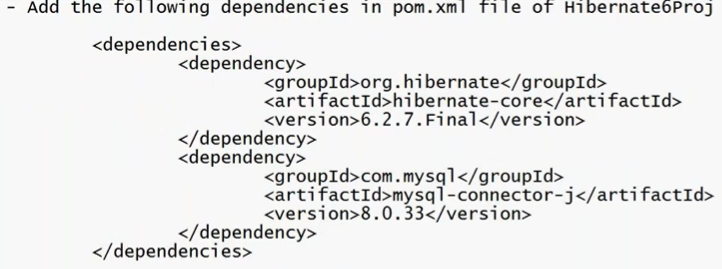 - Add the following dependencies in pom.xml file of Hibernate6Proj
<dependencies>
<dependency>
<groupId>org.hibernate</groupId>
<artifactId>hibernate-core</artifactId>
<version>6.2.7.Final</version>
</dependency>
<dependency>
<groupId>com.mysql</groupId>
<artifactId>mysql-connector-j</artifactId>
<version>8.0.33</version>
</dependency>
</dependencies>